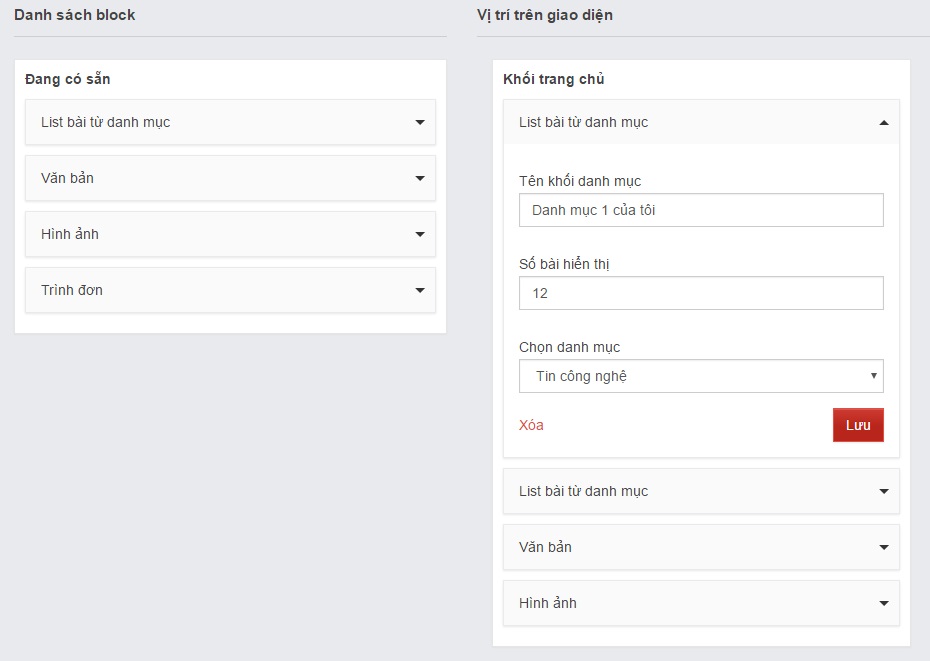 Danh sách block
Đang có sẵn
List bài từ danh mục
Văn bản
Hình ảnh
Trình đơn
Vị trí trên giao diện
Khối trang chủ
List bài từ danh mục
Tên khối danh mục
Danh mục 1 của tôi
Số bài hiển thị
12
Chọn danh mục
Tin công nghệ
Xóa
Lưu
List bài từ danh mục
Văn bản
Hình ảnh